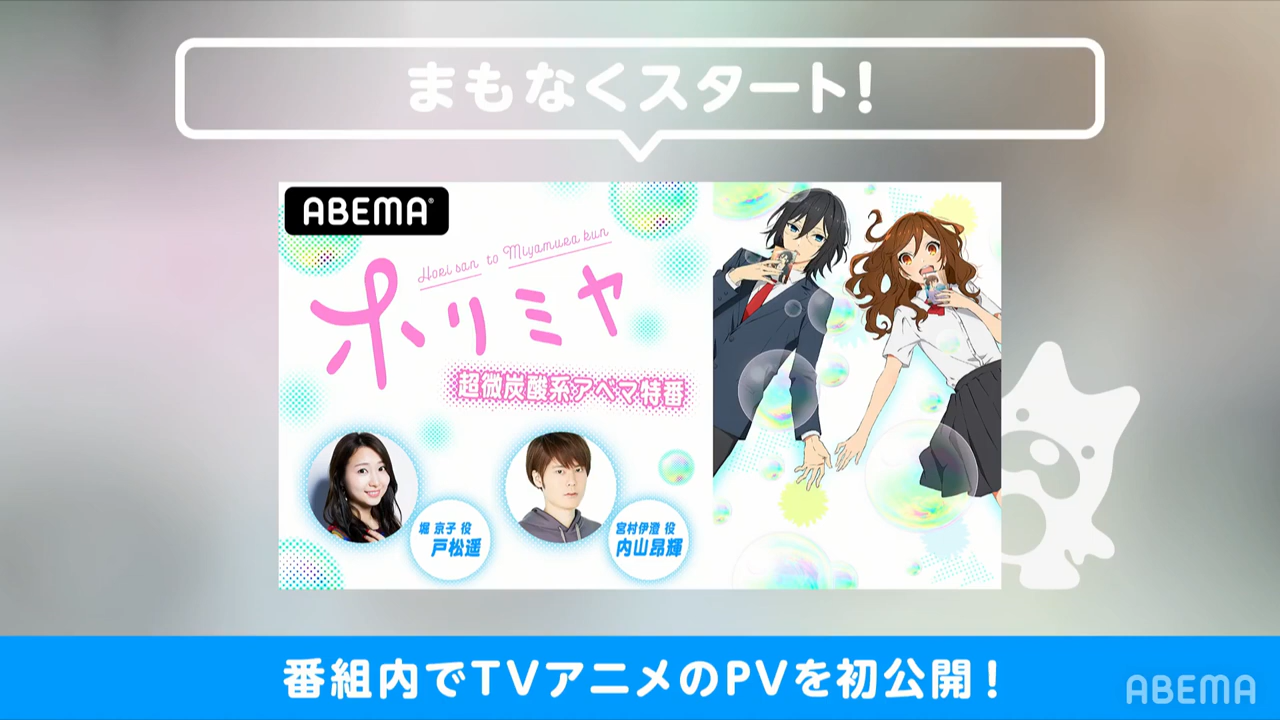 まもなくスタート!
ABEMA®
Hori san to Miyamura kun
ホリミヤ
超微炭酸系アベマ特番
堀 京子 役
戸松遥
宮村伊澄 役
内山昂輝
番組内でTVアニメのPVを初公開!
ABEMA